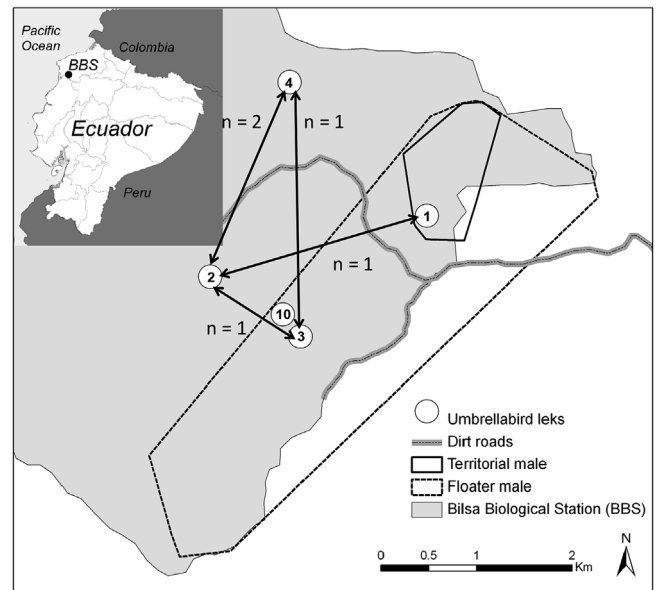 Pacific
Ocean
Colombia
BBS
Ecuador
Peru
4
n = 2
n = 1
1
2
n = 1
10
3
n = 1
Umbrellabird leks
Dirt roads
Territorial male
Floater male
Bilsa Biological Station (BBS)
N
0 0.5 1 2
Km